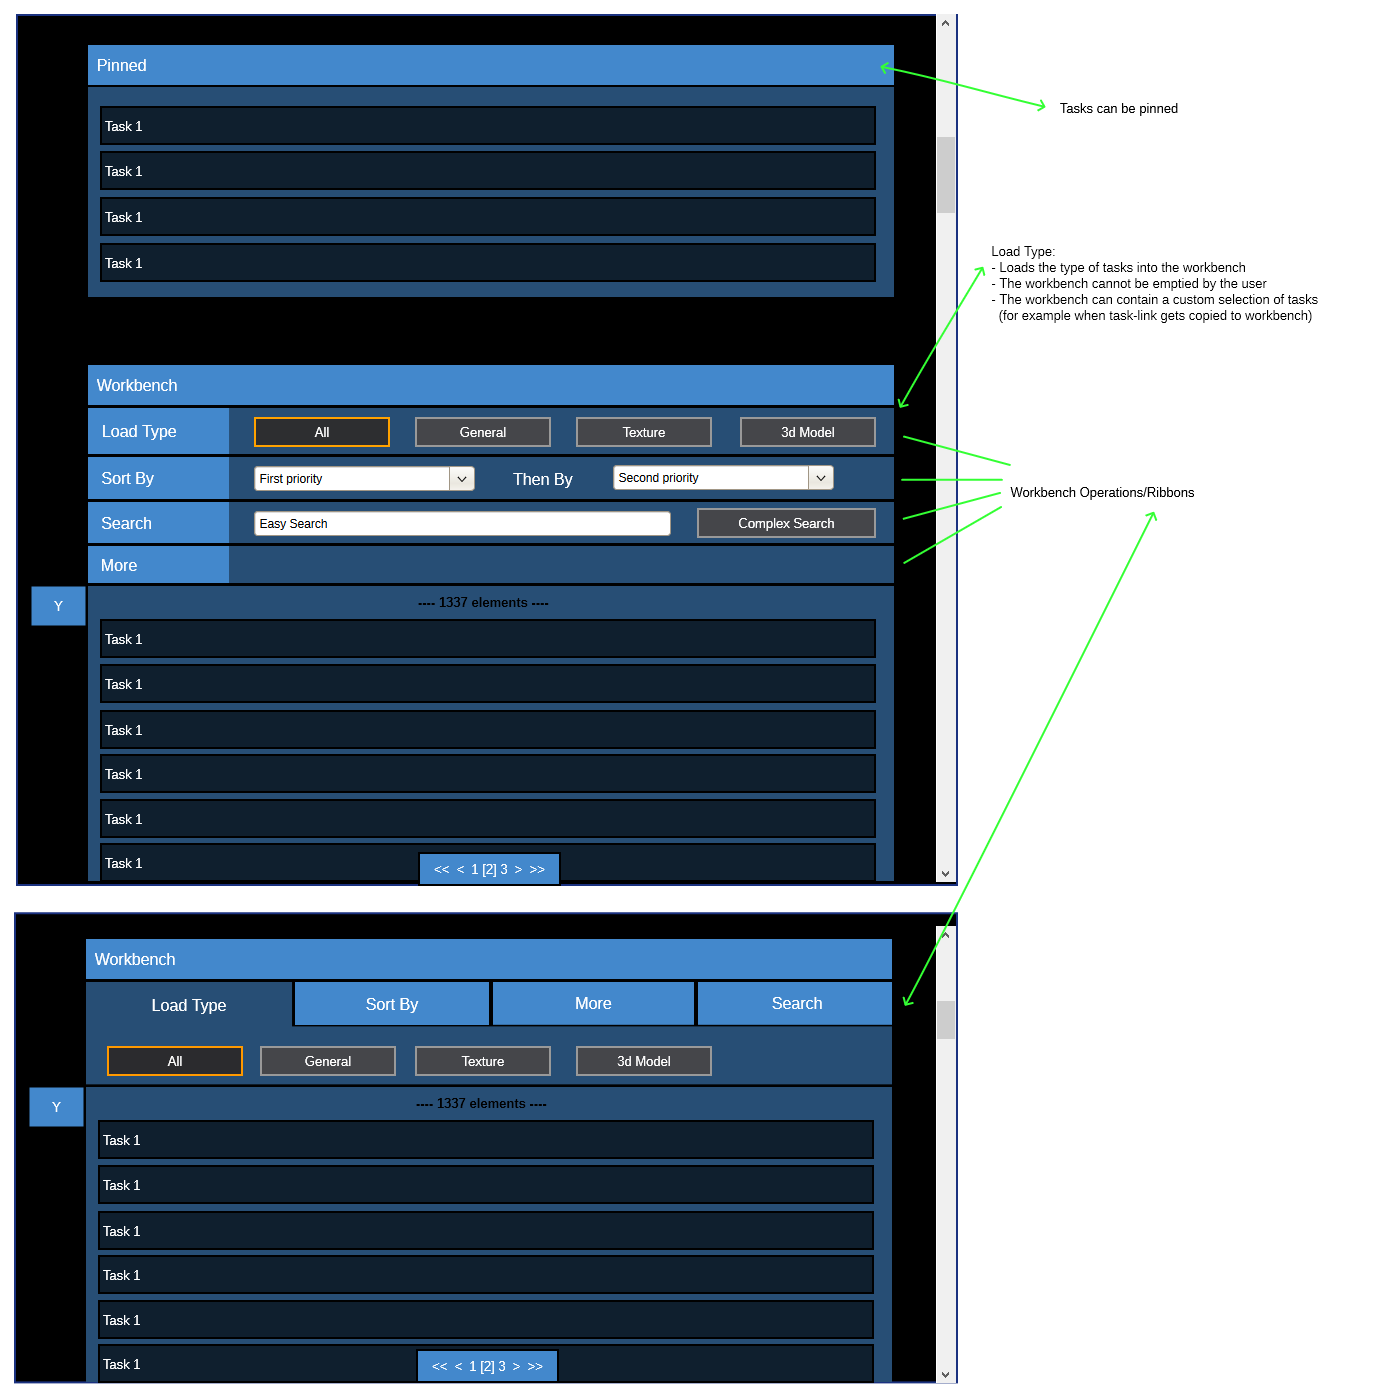 Pinned
Tasks can be pinned
Task 1
Task 1
Task 1
Task 1
Load Type:
- Loads the type of tasks into the workbench
- The workbench cannot be emptied by the user
- The workbench can contain a custom selection of tasks
(for example when task-link gets copied to workbench)
Workbench
Load Type All General Texture 3d Model
Sort By First priority Then By Second priority
Workbench Operations/Ribbons
Search Easy Search Complex Search
More
Y
---- 1337 elements ----
Task 1
Task 1
Task 1
Task 1
Task 1
Task 1
<< < 1 [2] 3 > >>
Workbench
Load Type Sort By More Search
All General Texture 3d Model
Y
---- 1337 elements ----
Task 1
Task 1
Task 1
Task 1
Task 1
Task 1
<< < 1 [2] 3 > >>